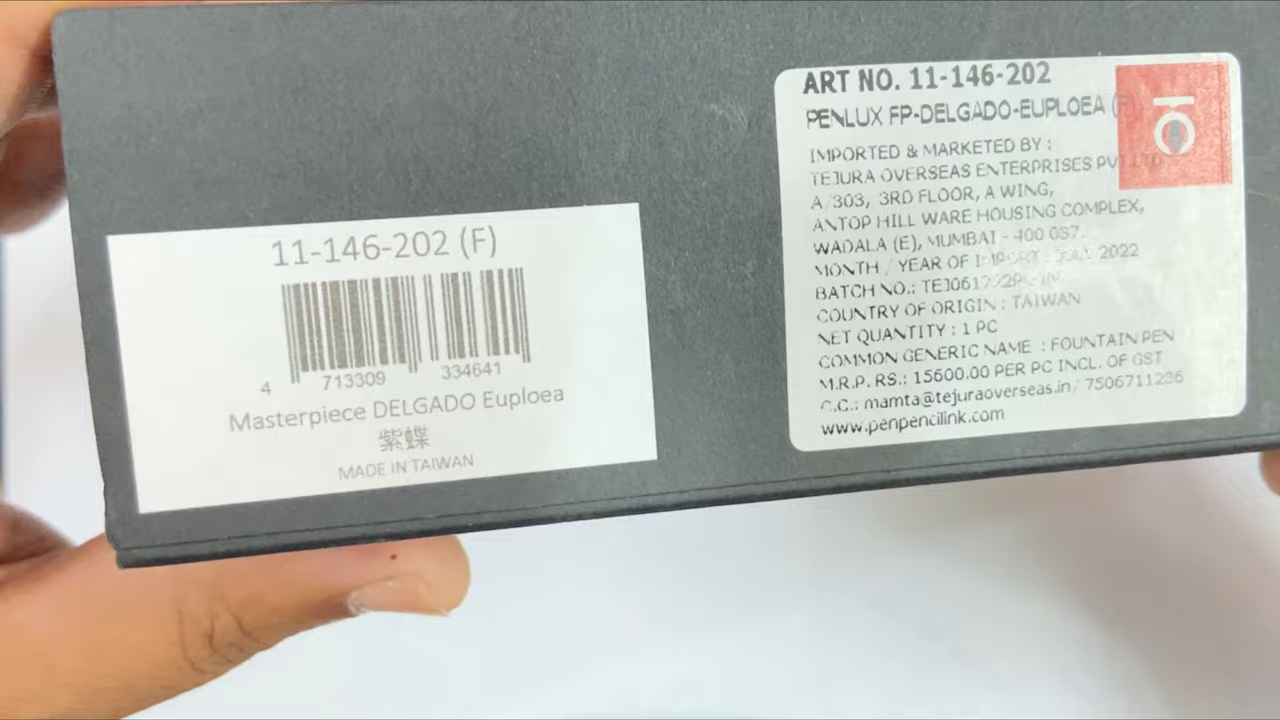 11-146-202 (F)
4 713309 334641
Masterpiece DELGADO Euploea
紫蝶
MADE IN TAIWAN
ART NO. 11-146-202
PENLUX FP-DELGADO-EUPLOEA (F)
IMPORTED & MARKETED BY :
TEJURA OVERSEAS ENTERPRISES PVT LTD
A/303, 3RD FLOOR, A WING,
ANTOP HILL WARE HOUSING COMPLEX,
WADALA (E), MUMBAI - 400 037.
MONTH / YEAR OF IMPORT : JULY 2022
BATCH NO.:
COUNTRY OF ORIGIN : TAIWAN
NET QUANTITY : 1 PC
COMMON GENERIC NAME : FOUNTAIN PEN
M.R.P. RS.: 15600.00 PER PC INCL. OF GST
C.C.: mamta@tejuraoverseas.in/ 7506711236
www.penpencilink.com